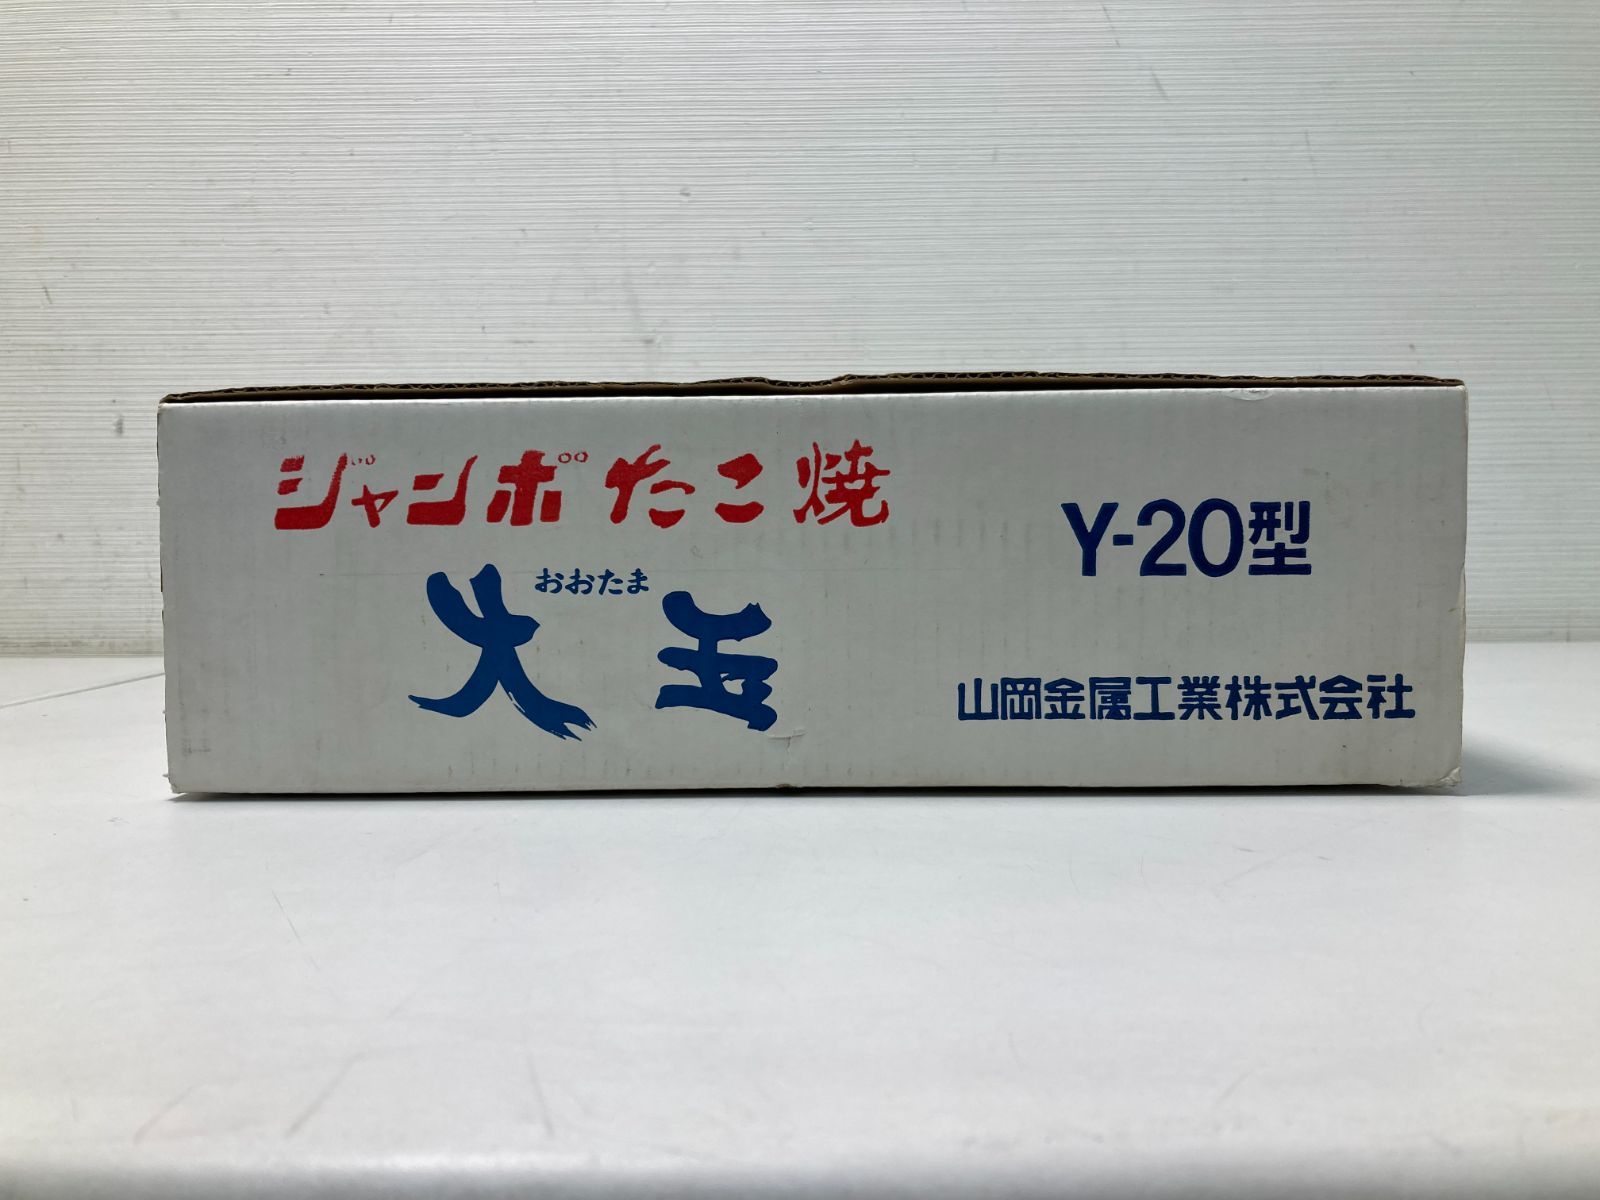 ジャンボたこ焼
おおたま
大玉
Y-20型
山岡金属工業株式会社